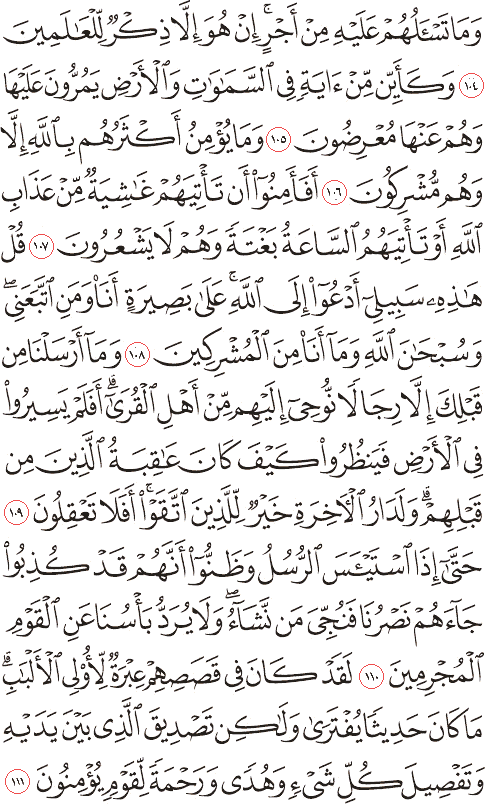 وَمَا تَسْـَٔلُهُمْ عَلَيْهِ مِنْ أَجْرٍ ۚ إِنْ هُوَ إِلَّا ذِكْرٌ لِّلْعَـٰلَمِينَ
١٠٤ وَكَأَيِّن مِّنْ ءَايَةٍ فِى ٱلسَّمَـٰوَٰتِ وَٱلْأَرْضِ يَمُرُّونَ عَلَيْهَا
وَهُمْ عَنْهَا مُعْرِضُونَ ١٠٥ وَمَا يُؤْمِنُ أَكْثَرُهُم بِٱللَّهِ إِلَّا
وَهُم مُّشْرِكُونَ ١٠٦ أَفَأَمِنُوٓا۟ أَن تَأْتِيَهُمْ غَـٰشِيَةٌ مِّنْ عَذَابِ
ٱللَّهِ أَوْ تَأْتِيَهُمُ ٱلسَّاعَةُ بَغْتَةً وَهُمْ لَا يَشْعُرُونَ ١٠٧ قُلْ
هَـٰذِهِۦ سَبِيلِىٓ أَدْعُوٓا۟ إِلَى ٱللَّهِ ۚ عَلَىٰ بَصِيرَةٍ أَنَا۠ وَمَنِ ٱتَّبَعَنِى ۖ
وَسُبْحَـٰنَ ٱللَّهِ وَمَآ أَنَا۠ مِنَ ٱلْمُشْرِكِينَ ١٠٨ وَمَآ أَرْسَلْنَا مِن
قَبْلِكَ إِلَّا رِجَالًا نُّوحِىٓ إِلَيْهِم مِّنْ أَهْلِ ٱلْقُرَىٰٓ ۗ أَفَلَمْ يَسِيرُوا۟
فِى ٱلْأَرْضِ فَيَنظُرُوا۟ كَيْفَ كَانَ عَـٰقِبَةُ ٱلَّذِينَ مِن
قَبْلِهِمْ ۗ وَلَدَارُ ٱلْـَٔاخِرَةِ خَيْرٌ لِّلَّذِينَ ٱتَّقَوْا۟ ۗ أَفَلَا تَعْقِلُونَ ١٠٩
حَتَّىٰٓ إِذَا ٱسْتَيْـَٔسَ ٱلرُّسُلُ وَظَنُّوٓا۟ أَنَّهُمْ قَدْ كُذِبُوا۟
جَآءَهُمْ نَصْرُنَا فَنُجِّىَ مَن نَّشَآءُ ۖ وَلَا يُرَدُّ بَأْسُنَا عَنِ ٱلْقَوْمِ
ٱلْمُجْرِمِينَ ١١٠ لَقَدْ كَانَ فِى قَصَصِهِمْ عِبْرَةٌ لِّأُو۟لِى ٱلْأَلْبَـٰبِ ۗ
مَا كَانَ حَدِيثًا يُفْتَرَىٰ وَلَـٰكِن تَصْدِيقَ ٱلَّذِى بَيْنَ يَدَيْهِ
وَتَفْصِيلَ كُلِّ شَىْءٍ وَهُدًى وَرَحْمَةً لِّقَوْمٍ يُؤْمِنُونَ ١١١